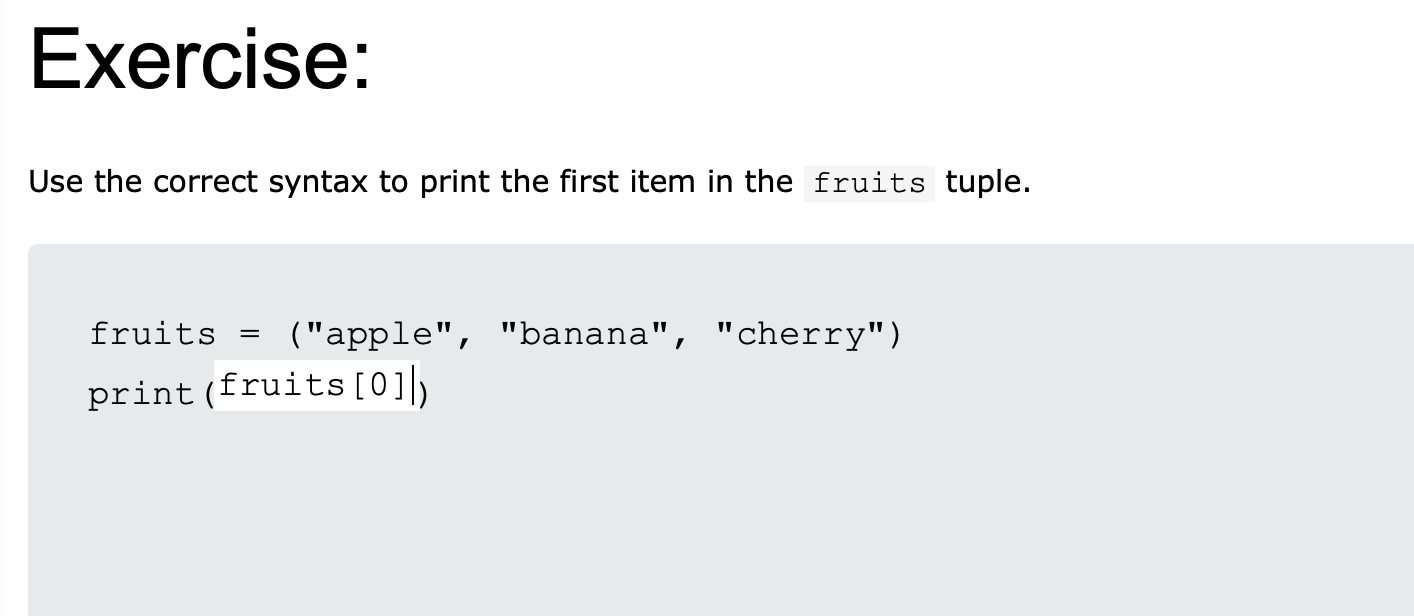 Exercise:
Use the correct syntax to print the first item in the fruits tuple.
fruits = ("apple", "banana", "cherry")
print(fruits[0])